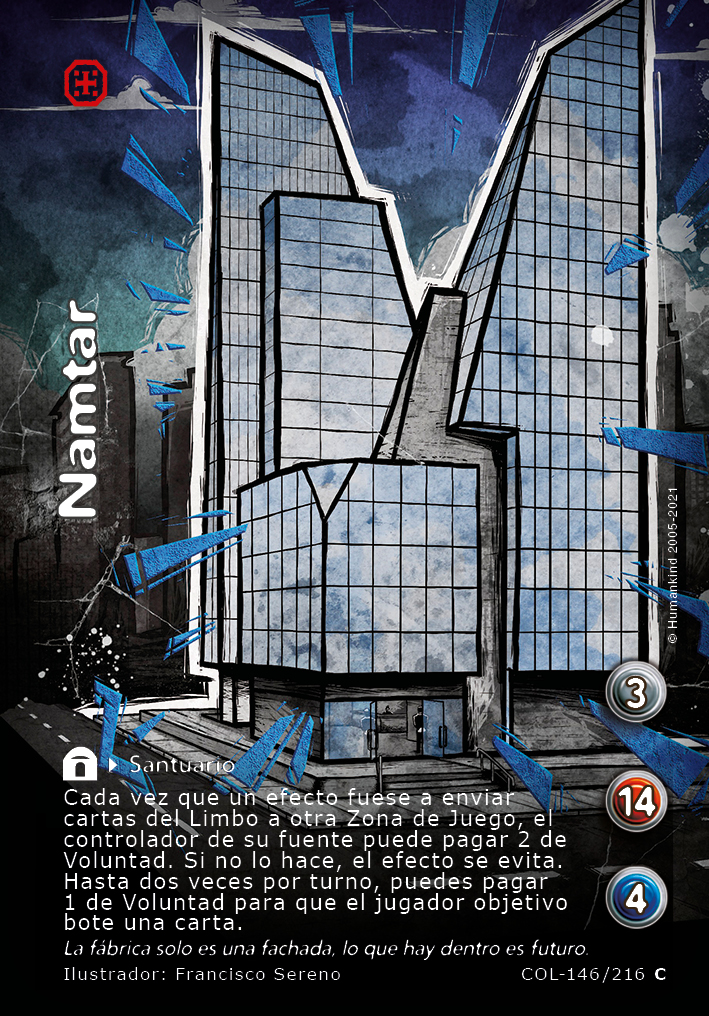 Namtar
© Humankind 2005-2021
3
14
4
Santuario
Cada vez que un efecto fuese a enviar
cartas del Limbo a otra Zona de Juego, el
controlador de su fuente puede pagar 2 de
Voluntad. Si no lo hace, el efecto se evita.
Hasta dos veces por turno, puedes pagar
1 de Voluntad para que el jugador objetivo
bote una carta.
La fábrica solo es una fachada, lo que hay dentro es futuro.
Ilustrador: Francisco Sereno
COL-146/216 C